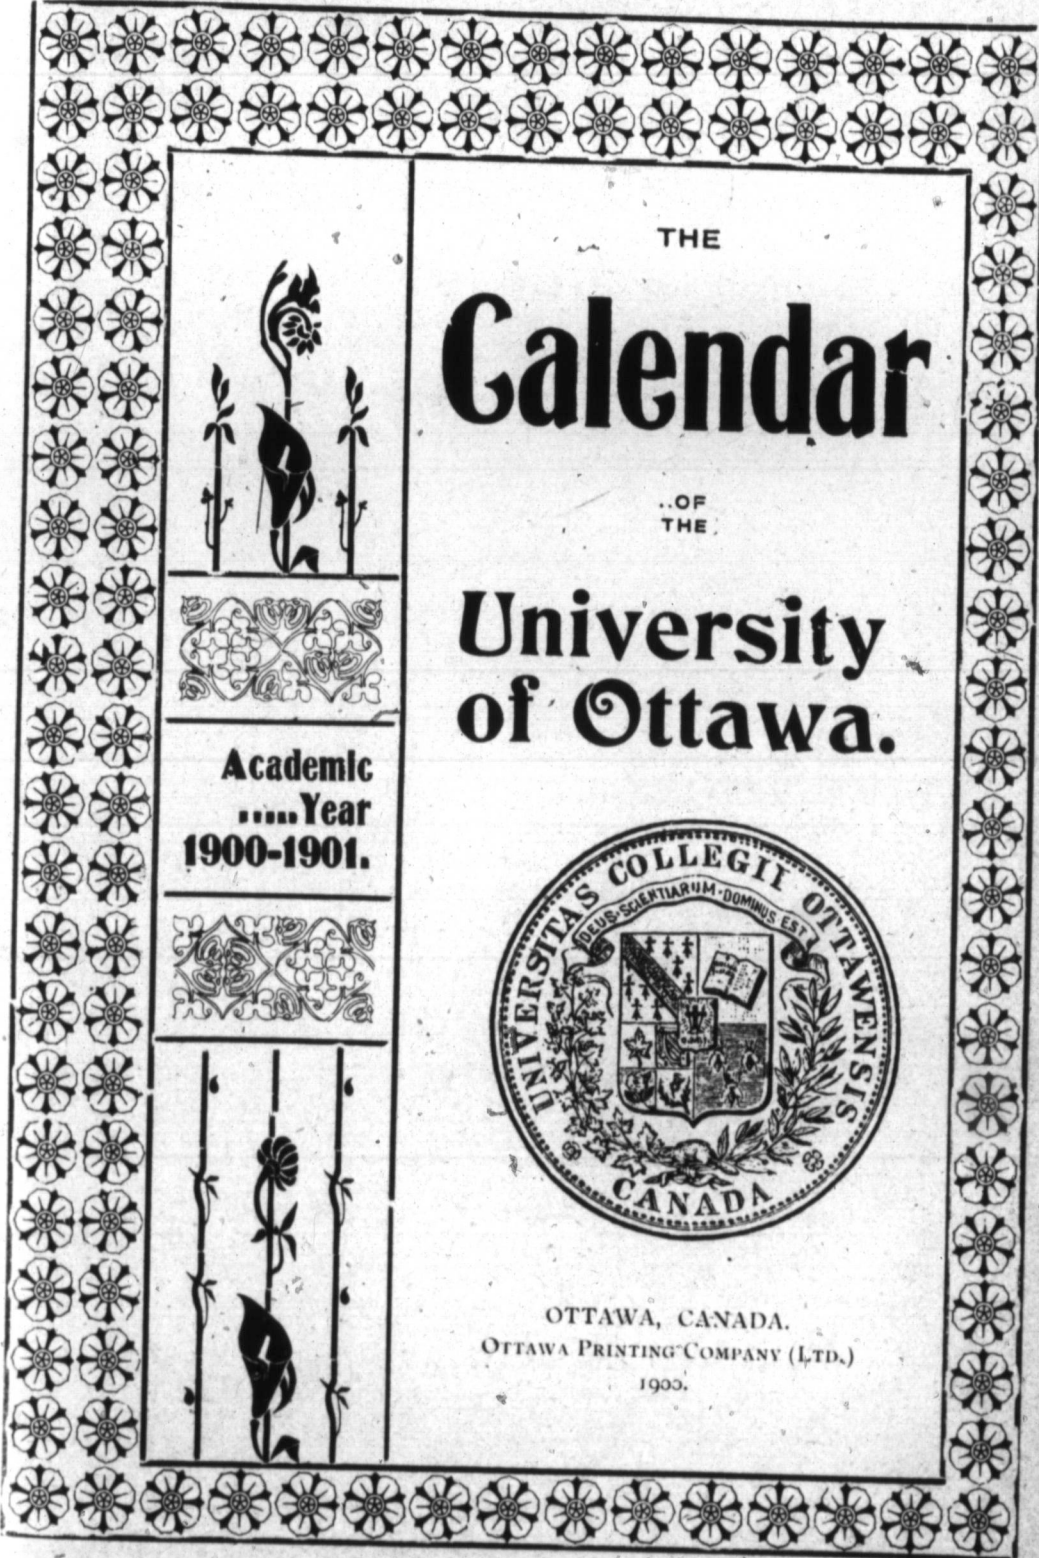 THE
Calendar
..OF
THE
University
of Ottawa.
Academic
.....Year
1900-1901.
UNIVERSITAS COLLEGII OTTAWENSIS
DEUS·SCIENTIARUM·DOMINUS EST
CANADA
OTTAWA, CANADA.
OTTAWA PRINTING COMPANY (LTD.)
1900.